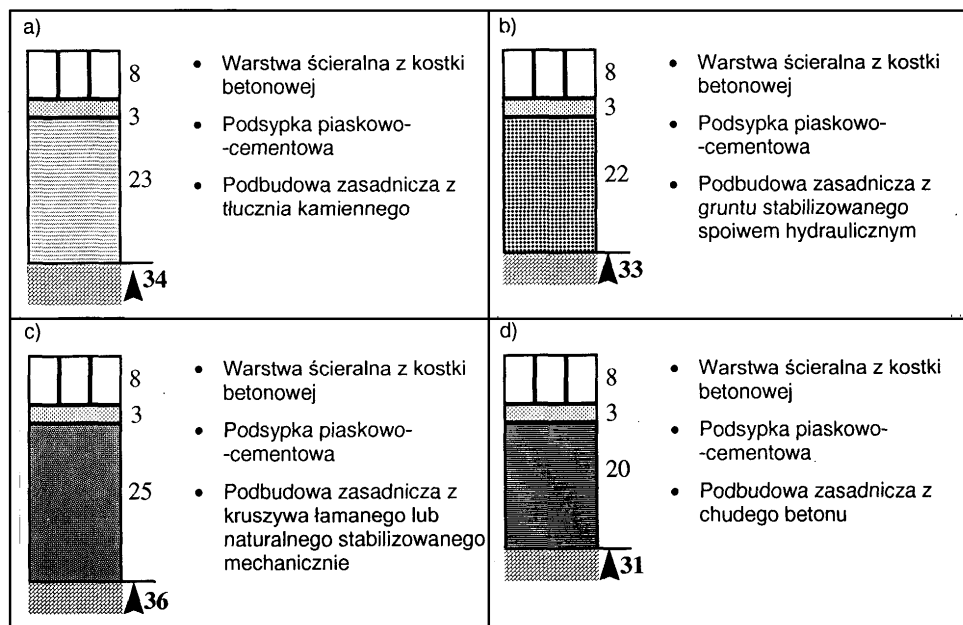 a)
8
3
23
34
• Warstwa ścieralna z kostki
betonowej
• Podsypka piaskowo-
-cementowa
• Podbudowa zasadnicza z
tłucznia kamiennego
b)
8
3
22
33
• Warstwa ścieralna z kostki
betonowej
• Podsypka piaskowo-
-cementowa
• Podbudowa zasadnicza z
gruntu stabilizowanego
spoiwem hydraulicznym
c)
8
3
25
36
• Warstwa ścieralna z kostki
betonowej
• Podsypka piaskowo-
-cementowa
• Podbudowa zasadnicza z
kruszywa łamanego lub
naturalnego stabilizowanego
mechanicznie
d)
8
3
20
31
• Warstwa ścieralna z kostki
betonowej
• Podsypka piaskowo-
-cementowa
• Podbudowa zasadnicza z
chudego betonu